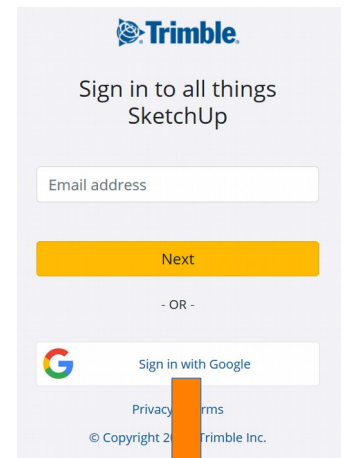 Trimble.
Sign in to all things
SketchUp
Email address
Next
- OR -
Sign in with Google
Privacy rms
© Copyright 2 Trimble Inc.